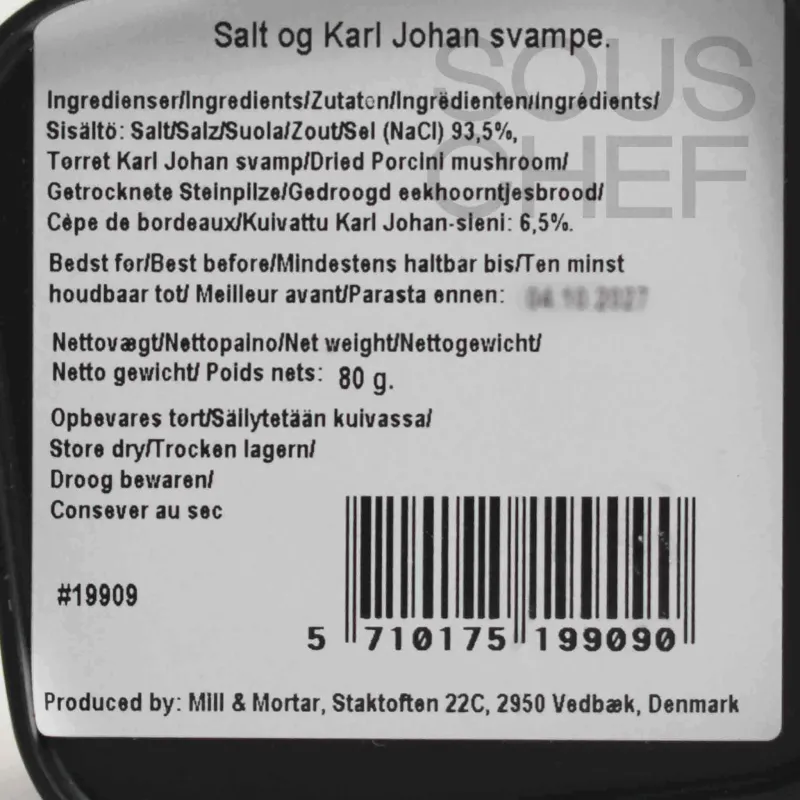 Salt og Karl Johan svampe.
SOUS
CHEF
Ingredienser/Ingredients/Zutaten/Ingrëdienten/Ingrédients/
Sisältö: Salt/Salz/Suola/Zout/Sel (NaCl) 93,5%,
Tørret Karl Johan svamp/Dried Porcini mushroom/
Getrocknete Steinpilze/Gedroogd eekhoorntjesbrood/
Cèpe de bordeaux/Kuivattu Karl Johan-sieni: 6,5%.
Bedst før/Best before/Mindestens haltbar bis/Ten minst
houdbaar tot/ Meilleur avant/Parasta ennen:
Nettovægt/Nettopaino/Net weight/Nettogewicht/
Netto gewicht/ Poids nets: 80 g.
Opbevares tørt/Säilytetään kuivassa/
Store dry/Trocken lagern/
Droog bewaren/
Consever au sec
#19909
5 710175 199090
Produced by: Mill & Mortar, Staktoften 22C, 2950 Vedbæk, Denmark